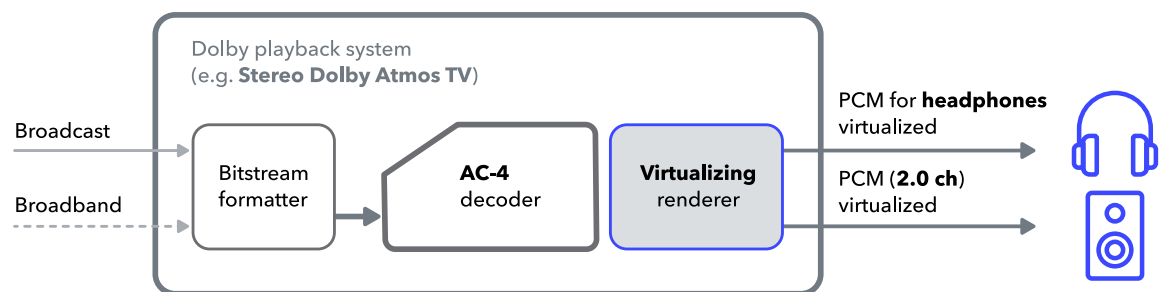 Dolby playback system
(e.g. Stereo Dolby Atmos TV)
Broadcast
Broadband
Bitstream
formatter
AC-4
decoder
Virtualizing
renderer
PCM for headphones
virtualized
PCM (2.0 ch)
virtualized